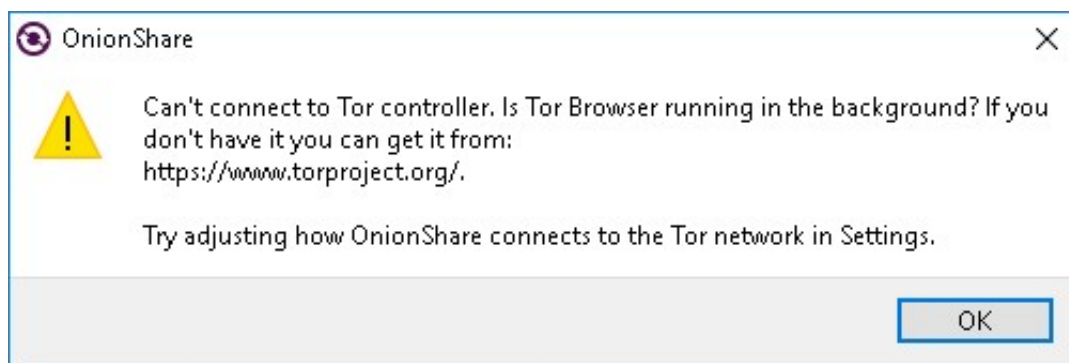 OnionShare
Can't connect to Tor controller. Is Tor Browser running in the background? If you
don't have it you can get it from:
https://www.torproject.org/.
Try adjusting how OnionShare connects to the Tor network in Settings.
OK